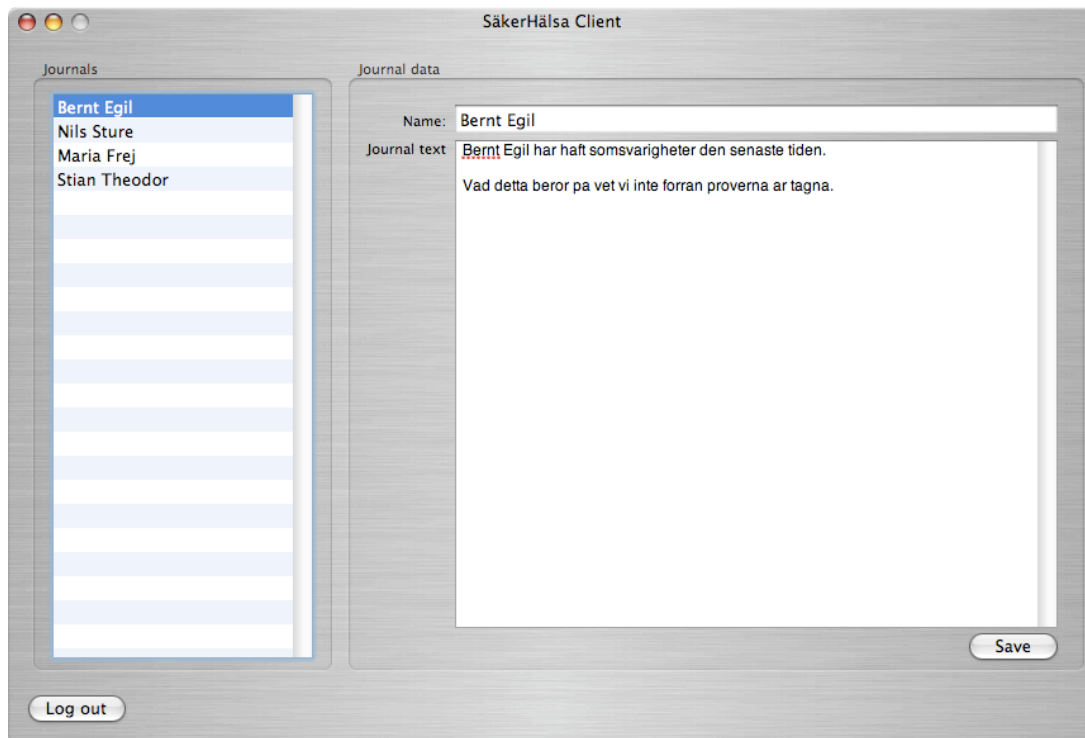 SäkerHälsa Client
Journals
Bernt Egil
Nils Sture
Maria Frej
Stian Theodor
Journal data
Name: Bernt Egil
Journal text
Bernt Egil har haft somsvarigheter den senaste tiden.
Vad detta beror pa vet vi inte forran proverna ar tagna.
Save
Log out